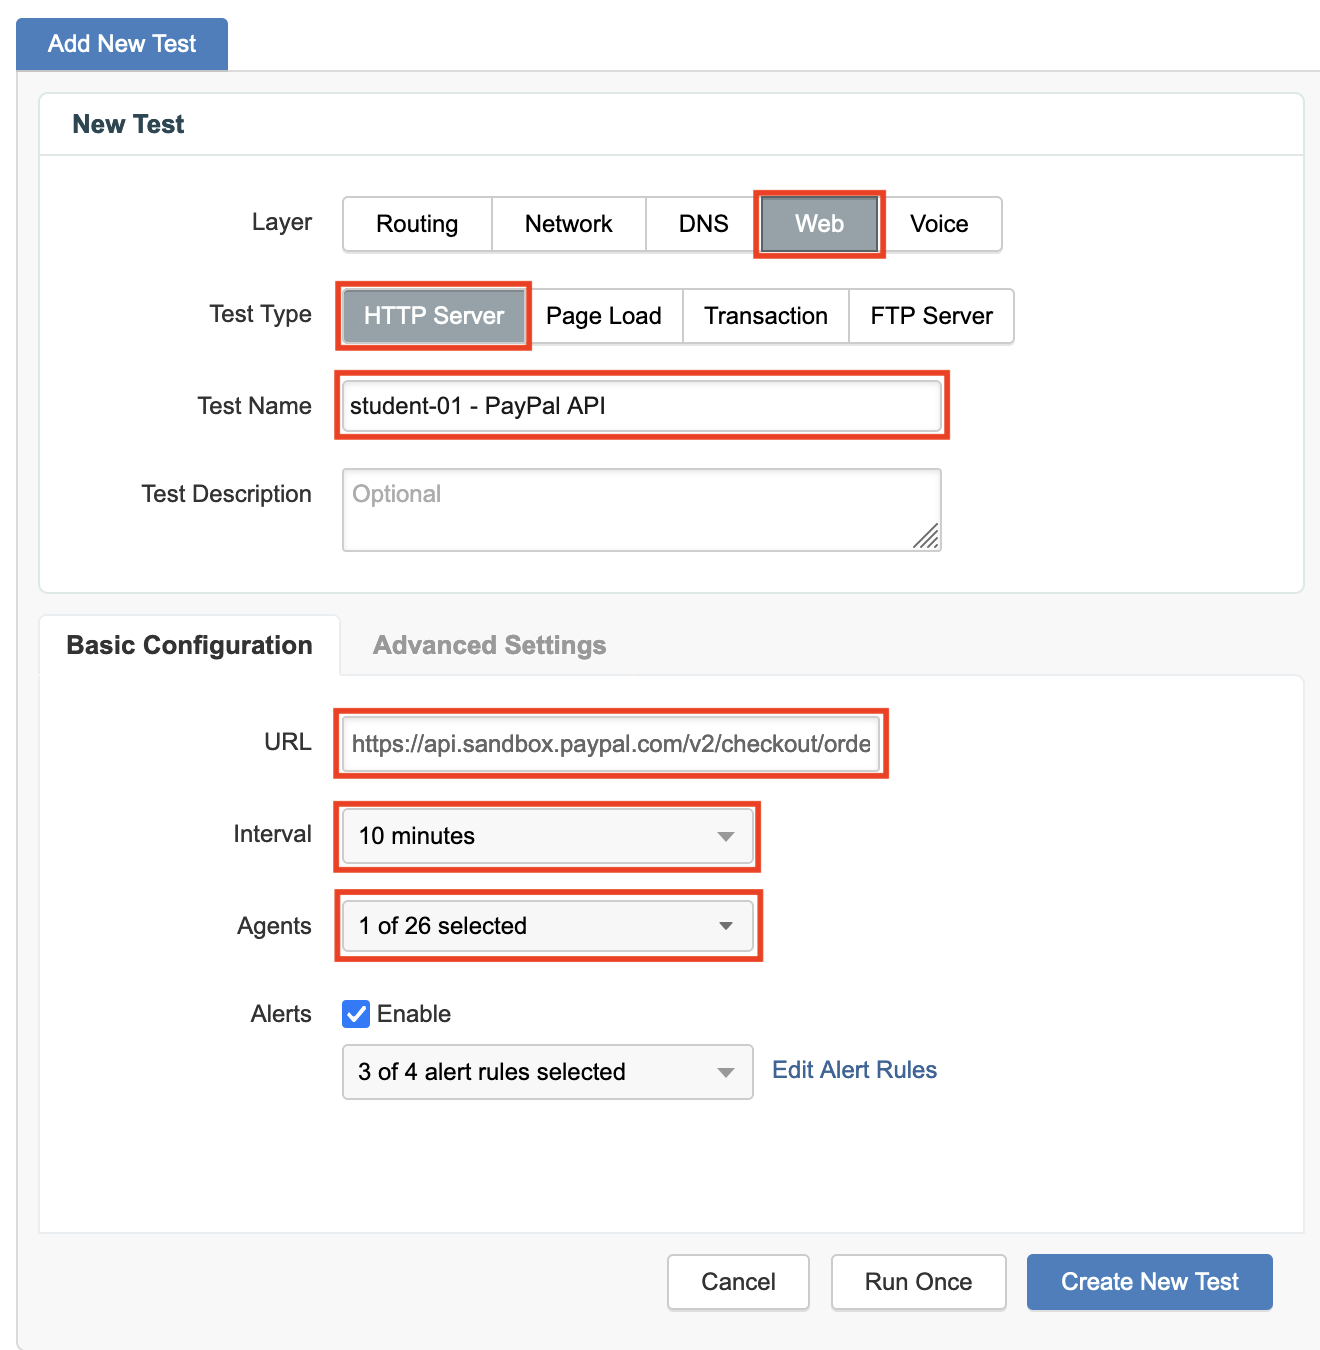 Add New Test
New Test
Layer Routing Network DNS Web Voice
Test Type HTTP Server Page Load Transaction FTP Server
Test Name student-01 - PayPal API
Test Description Optional
Basic Configuration Advanced Settings
URL https://api.sandbox.paypal.com/v2/checkout/orde
Interval 10 minutes
Agents 1 of 26 selected
Alerts Enable
3 of 4 alert rules selected Edit Alert Rules
Cancel Run Once Create New Test